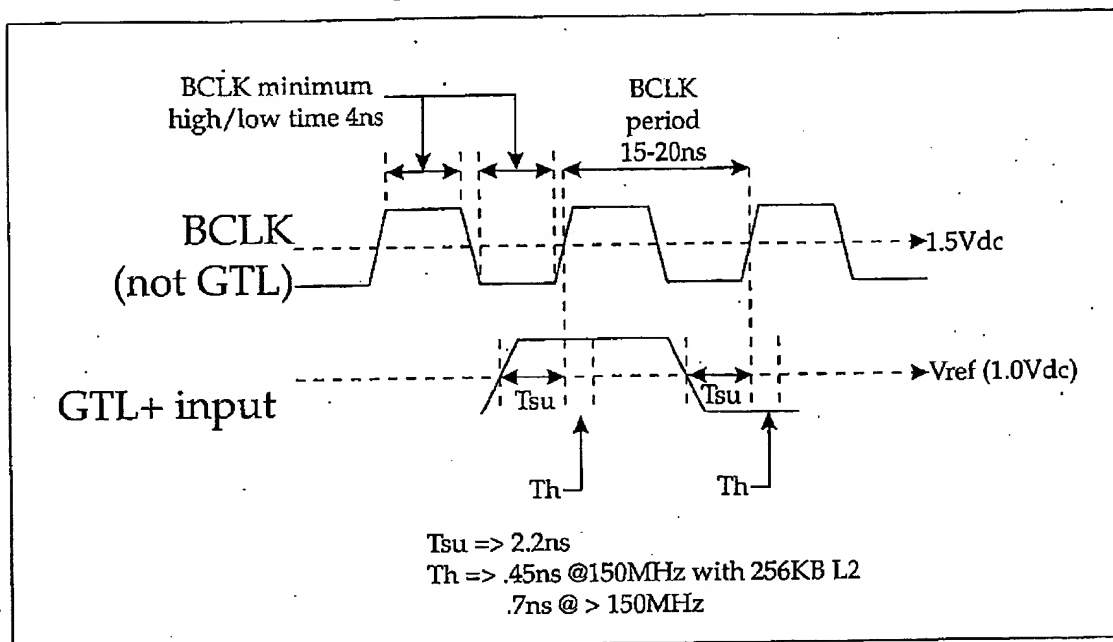 BCLK minimum
high/low time 4ns
BCLK
period
15-20ns
BCLK
(not GTL)
1.5Vdc
GTL+ input
Vref (1.0Vdc)
Tsu
Tsu
Th
Th
Tsu => 2.2ns
Th => .45ns @150MHz with 256KB L2
.7ns @ > 150MHz